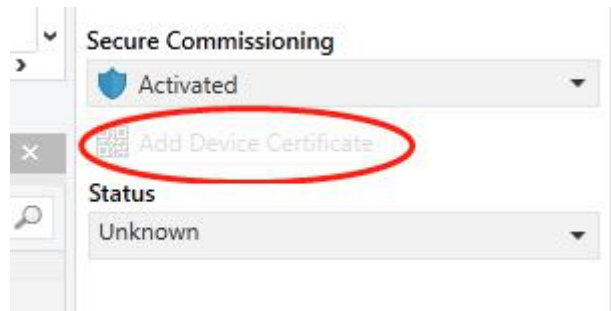 Secure Commissioning
Activated
Add Device Certificate
Status
Unknown